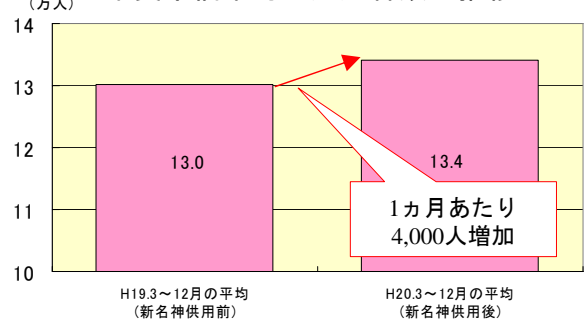 (万人)
14
13
12
11
10
13.0
13.4
1ヵ月あたり
4,000人増加
H19.3～12月の平均
(新名神供用前)
H20.3～12月の平均
(新名神供用後)